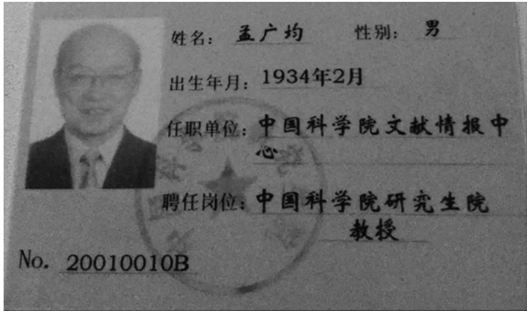 姓名: 孟广均 性别: 男
出生年月: 1934年2月
任职单位: 中国科学院文献情报中
心
聘任岗位: 中国科学院研究生院
教授
No. 20010010B